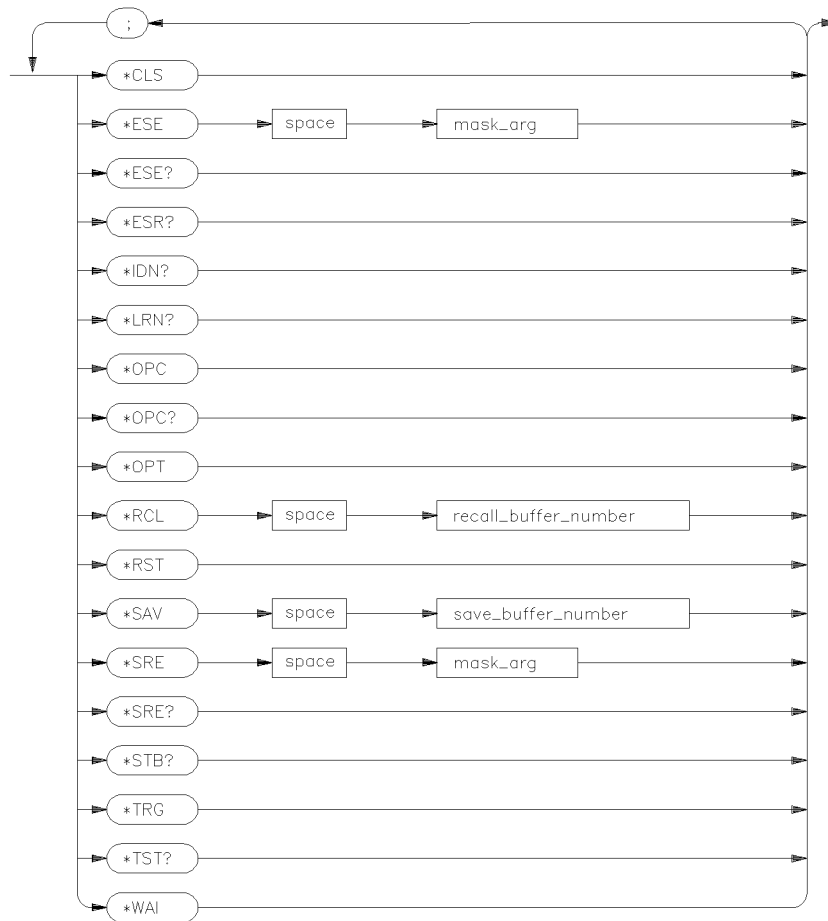 ;
*CLS
*ESE space mask_arg
*ESE?
*ESR?
*IDN?
*LRN?
*OPC
*OPC?
*OPT
*RCL space recall_buffer_number
*RST
*SAV space save_buffer_number
*SRE space mask_arg
*SRE?
*STB?
*TRG
*TST?
*WAI